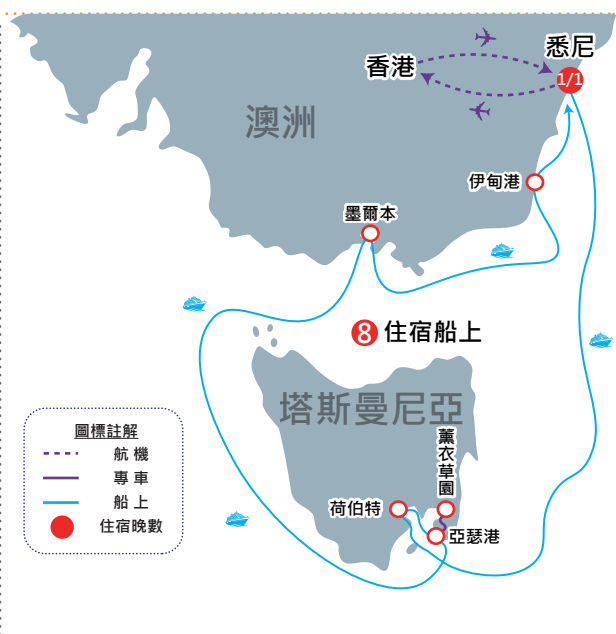 悉尼
香港
1/1
澳洲
伊甸港
墨爾本
8 住宿船上
塔斯曼尼亞
薰衣草園
荷伯特
亞瑟港
圖標註解
航機
專車
船上
住宿晚數